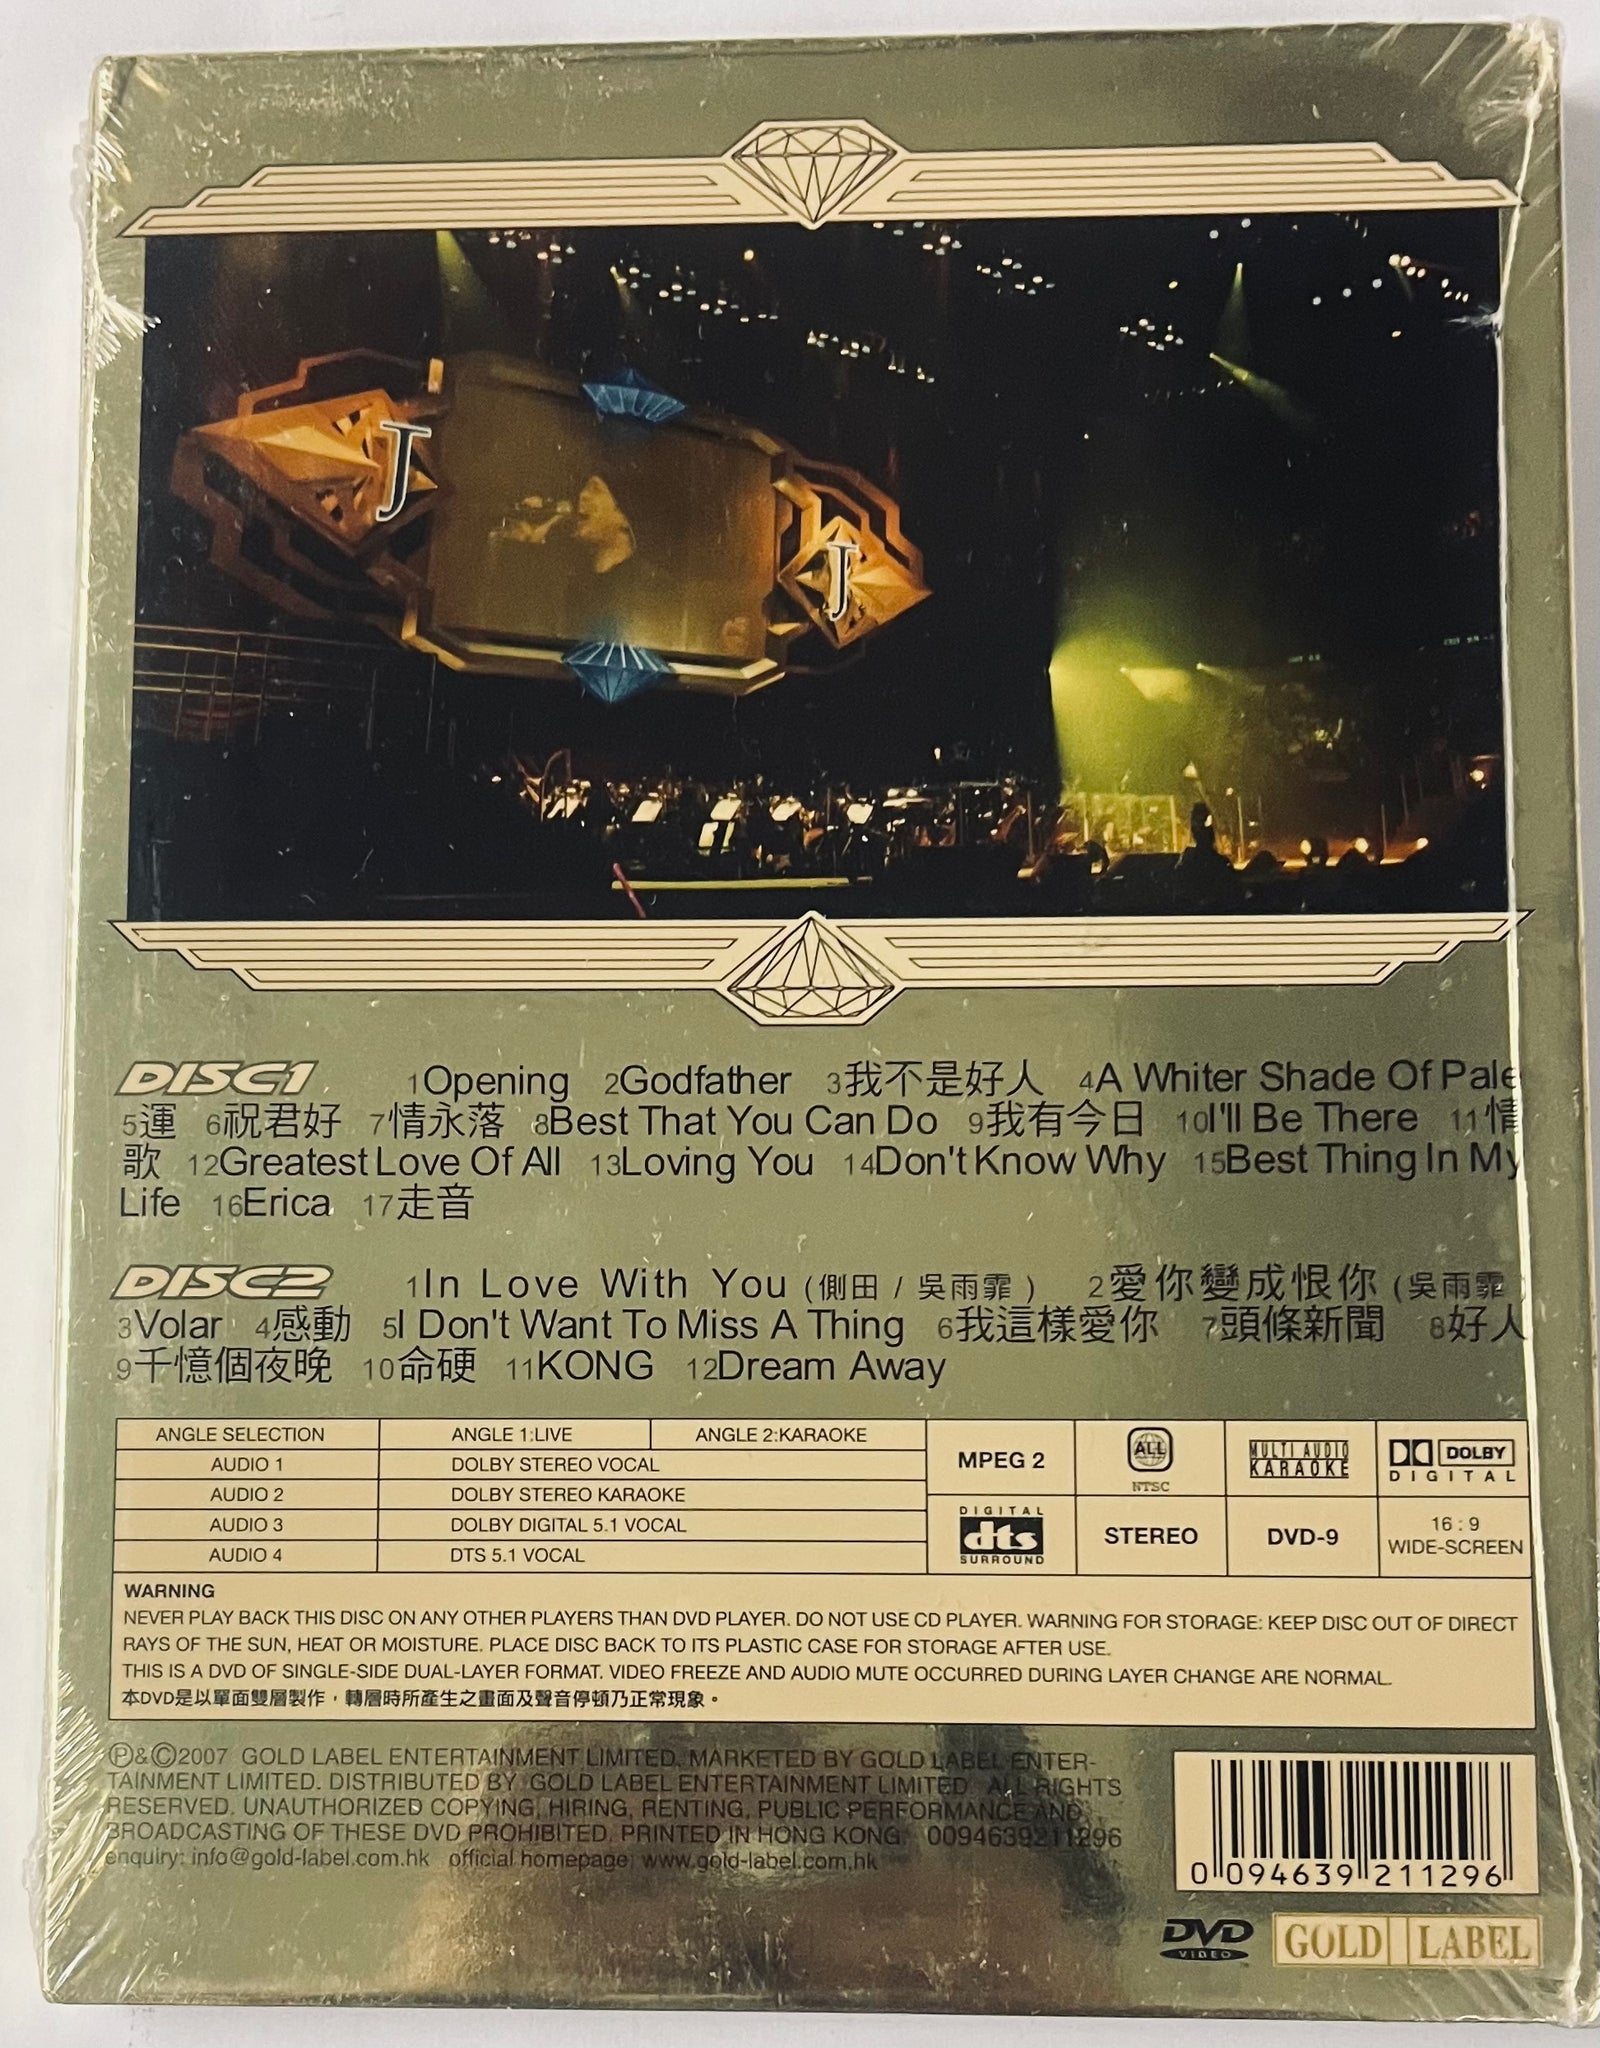 J
J
DISC1 1Opening 2Godfather 3我不是好人 4A Whiter Shade Of Pale
5運 6祝君好 7情永落 8Best That You Can Do 9我有今日 10I'll Be There 11情
歌 12Greatest Love Of All 13Loving You 14Don't Know Why 15Best Thing In My
Life 16Erica 17走音
DISC2 1In Love With You (側田 / 吳雨霏) 2愛你變成恨你 (吳雨霏)
3Volar 4感動 5I Don't Want To Miss A Thing 6我這樣愛你 7頭條新聞 8好人
9千憶個夜晚 10命硬 11KONG 12Dream Away
ANGLE SELECTION ANGLE 1:LIVE ANGLE 2:KARAOKE
AUDIO 1 DOLBY STEREO VOCAL
AUDIO 2 DOLBY STEREO KARAOKE
AUDIO 3 DOLBY DIGITAL 5.1 VOCAL
AUDIO 4 DTS 5.1 VOCAL
MPEG 2
ALL
NTSC
MULTI AUDIO
KARAOKE
DOLBY
DIGITAL
DIGITAL
dts
SURROUND
STEREO
DVD-9
16:9
WIDE-SCREEN
WARNING
NEVER PLAY BACK THIS DISC ON ANY OTHER PLAYERS THAN DVD PLAYER. DO NOT USE CD PLAYER. WARNING FOR STORAGE: KEEP DISC OUT OF DIRECT
RAYS OF THE SUN, HEAT OR MOISTURE. PLACE DISC BACK TO ITS PLASTIC CASE FOR STORAGE AFTER USE.
THIS IS A DVD OF SINGLE-SIDE DUAL-LAYER FORMAT. VIDEO FREEZE AND AUDIO MUTE OCCURRED DURING LAYER CHANGE ARE NORMAL.
本DVD是以單面雙層製作，轉層時所產生之畫面及聲音停頓乃正常現象。
Ⓟ&Ⓒ2007 GOLD LABEL ENTERTAINMENT LIMITED. MARKETED BY GOLD LABEL ENTER-
TAINMENT LIMITED. DISTRIBUTED BY GOLD LABEL ENTERTAINMENT LIMITED. ALL RIGHTS
RESERVED. UNAUTHORIZED COPYING, HIRING, RENTING, PUBLIC PERFORMANCE AND
BROADCASTING OF THESE DVD PROHIBITED. PRINTED IN HONG KONG. 0094639211296
enquiry: info@gold-label.com.hk official homepage: www.gold-label.com.hk
0 094639 211296
DVD
VIDEO
GOLD LABEL